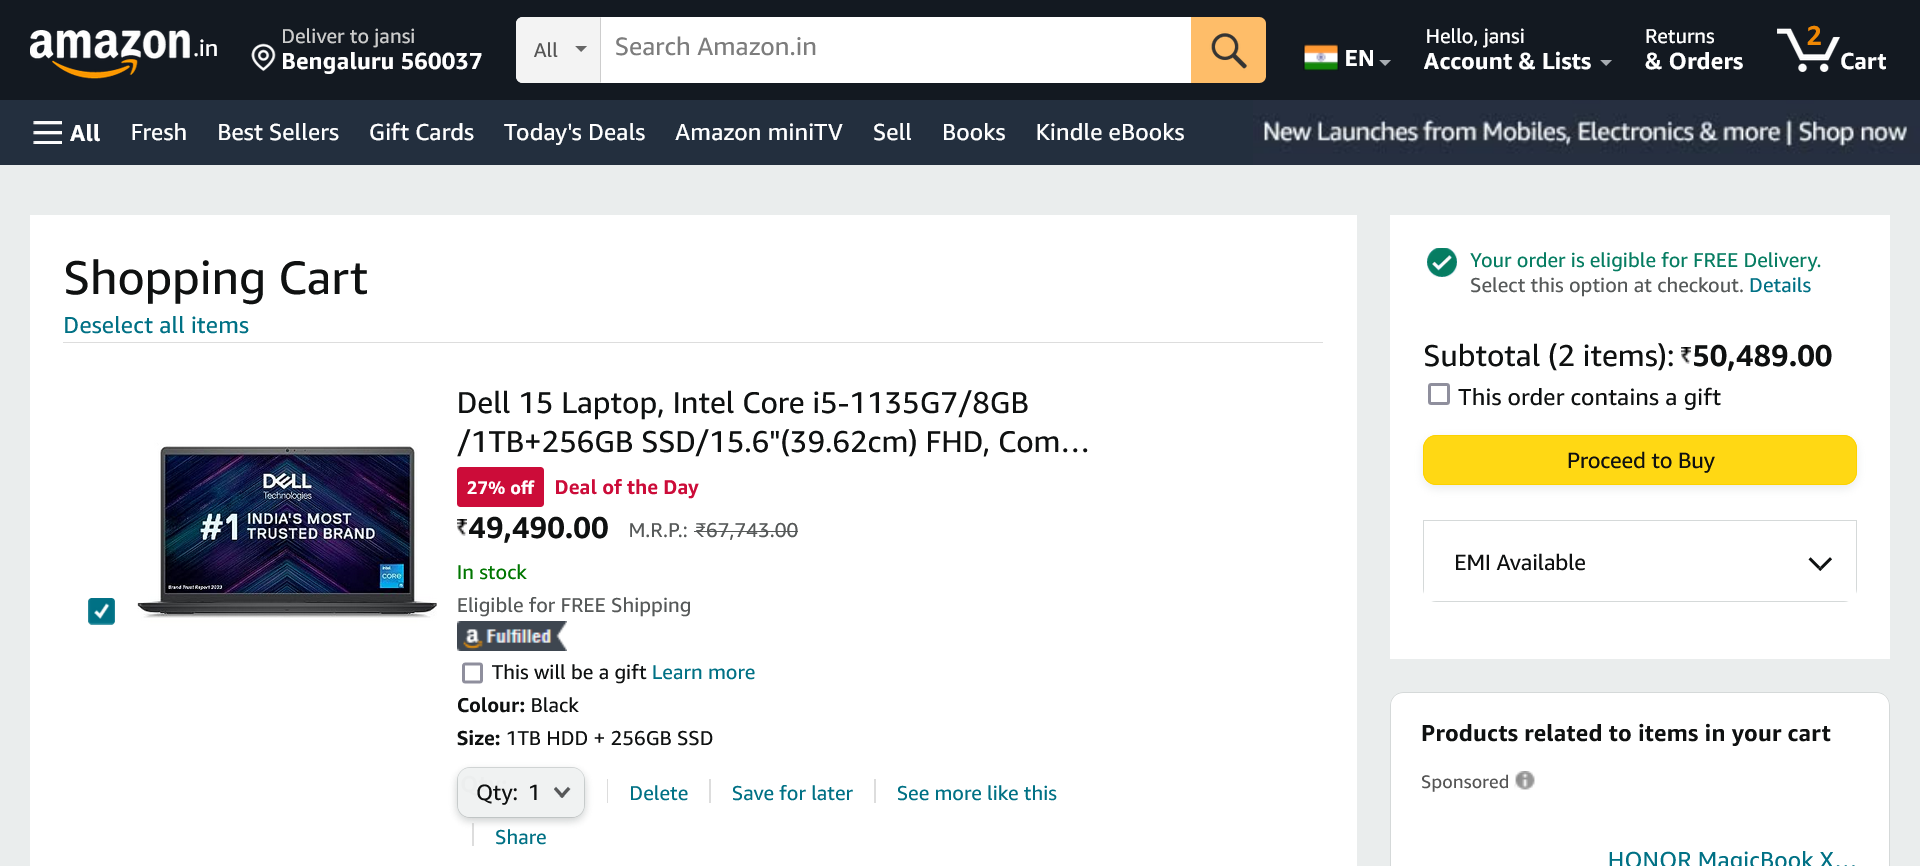 amazon.in
Deliver to jansi
Bengaluru 560037
All
Search Amazon.in
EN
Hello, jansi
Account & Lists
Returns
& Orders
2
Cart
All
Fresh
Best Sellers
Gift Cards
Today's Deals
Amazon miniTV
Sell
Books
Kindle eBooks
New Launches from Mobiles, Electronics & more | Shop now
Shopping Cart
Deselect all items
DELL
Technologies
#1 INDIA'S MOST
TRUSTED BRAND
Brand Trust Report 2023
intel
CORE
Dell 15 Laptop, Intel Core i5-1135G7/8GB
/1TB+256GB SSD/15.6"(39.62cm) FHD, Com…
27% off Deal of the Day
₹49,490.00 M.R.P.: ₹67,743.00
In stock
Eligible for FREE Shipping
a Fulfilled
This will be a gift Learn more
Colour: Black
Size: 1TB HDD + 256GB SSD
Qty: 1
Delete
Save for later
See more like this
Share
Your order is eligible for FREE Delivery.
Select this option at checkout. Details
Subtotal (2 items): ₹50,489.00
This order contains a gift
Proceed to Buy
EMI Available
Products related to items in your cart
Sponsored
HONOR MagicBook X…